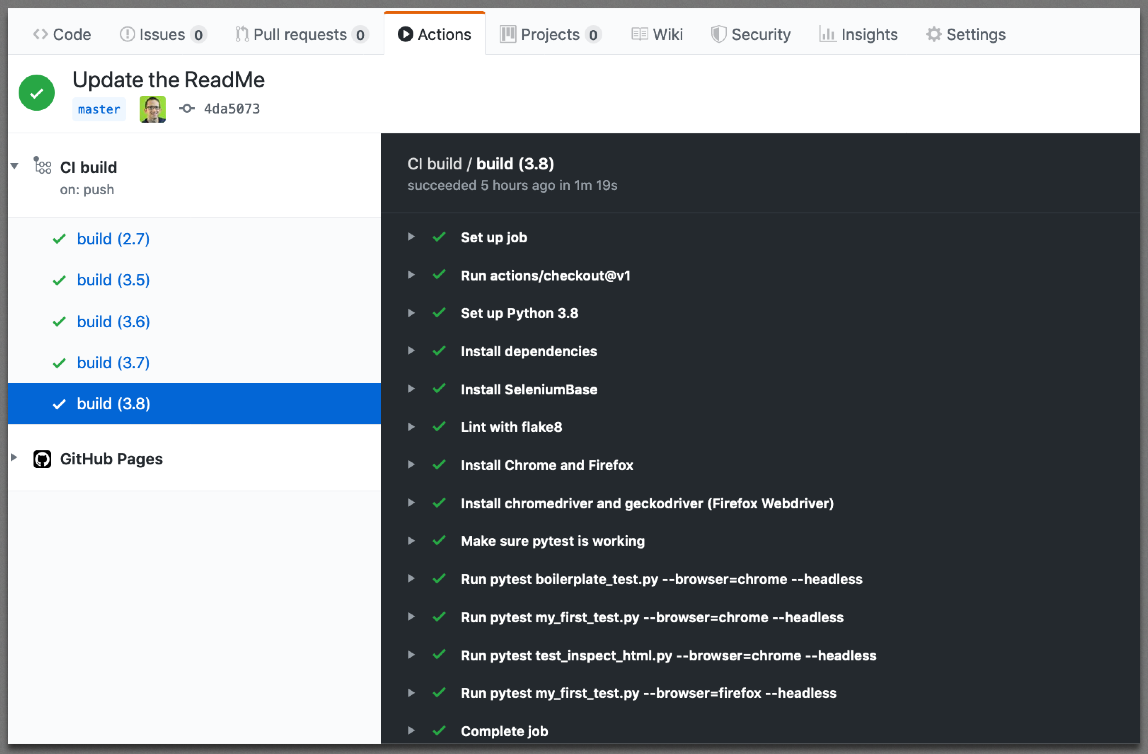 Code Issues 0 Pull requests 0 Actions Projects 0 Wiki Security Insights Settings
Update the ReadMe
master 4da5073
CI build
on: push
build (2.7)
build (3.5)
build (3.6)
build (3.7)
build (3.8)
GitHub Pages
CI build / build (3.8)
succeeded 5 hours ago in 1m 19s
Set up job
Run actions/checkout@v1
Set up Python 3.8
Install dependencies
Install SeleniumBase
Lint with flake8
Install Chrome and Firefox
Install chromedriver and geckodriver (Firefox Webdriver)
Make sure pytest is working
Run pytest boilerplate_test.py --browser=chrome --headless
Run pytest my_first_test.py --browser=chrome --headless
Run pytest test_inspect_html.py --browser=chrome --headless
Run pytest my_first_test.py --browser=firefox --headless
Complete job